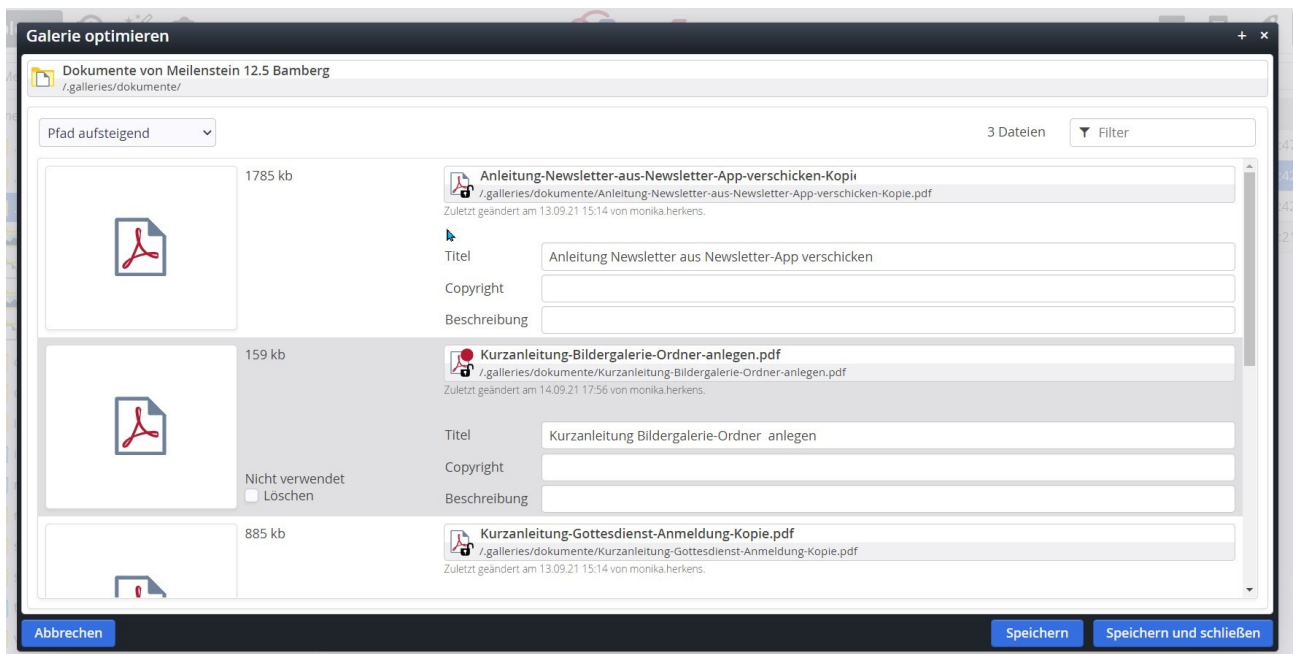 Galerie optimieren
Dokumente von Meilenstein 12.5 Bamberg
/.galleries/dokumente/
Pfad aufsteigend
3 Dateien
Filter
1785 kb
Anleitung-Newsletter-aus-Newsletter-App-verschicken-Kopi
/.galleries/dokumente/Anleitung-Newsletter-aus-Newsletter-App-verschicken-Kopie.pdf
Zuletzt geändert am 13.09.21 15:14 von monika.herkens.
Titel
Anleitung Newsletter aus Newsletter-App verschicken
Copyright
Beschreibung
159 kb
Kurzanleitung-Bildergalerie-Ordner-anlegen.pdf
/.galleries/dokumente/Kurzanleitung-Bildergalerie-Ordner-anlegen.pdf
Zuletzt geändert am 14.09.21 17:56 von monika.herkens.
Titel
Kurzanleitung Bildergalerie-Ordner anlegen
Copyright
Nicht verwendet
Löschen
Beschreibung
885 kb
Kurzanleitung-Gottesdienst-Anmeldung-Kopie.pdf
/.galleries/dokumente/Kurzanleitung-Gottesdienst-Anmeldung-Kopie.pdf
Zuletzt geändert am 13.09.21 15:14 von monika.herkens.
Abbrechen
Speichern
Speichern und schließen